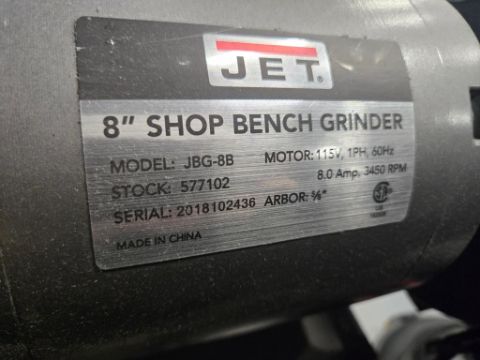 JET
8" SHOP BENCH GRINDER
MODEL: JBG-8B MOTOR: 115V, 1PH, 60Hz
STOCK: 577102 8.0 Amp, 3450 RPM
SERIAL: 2018102436 ARBOR: ⅝"
MADE IN CHINA